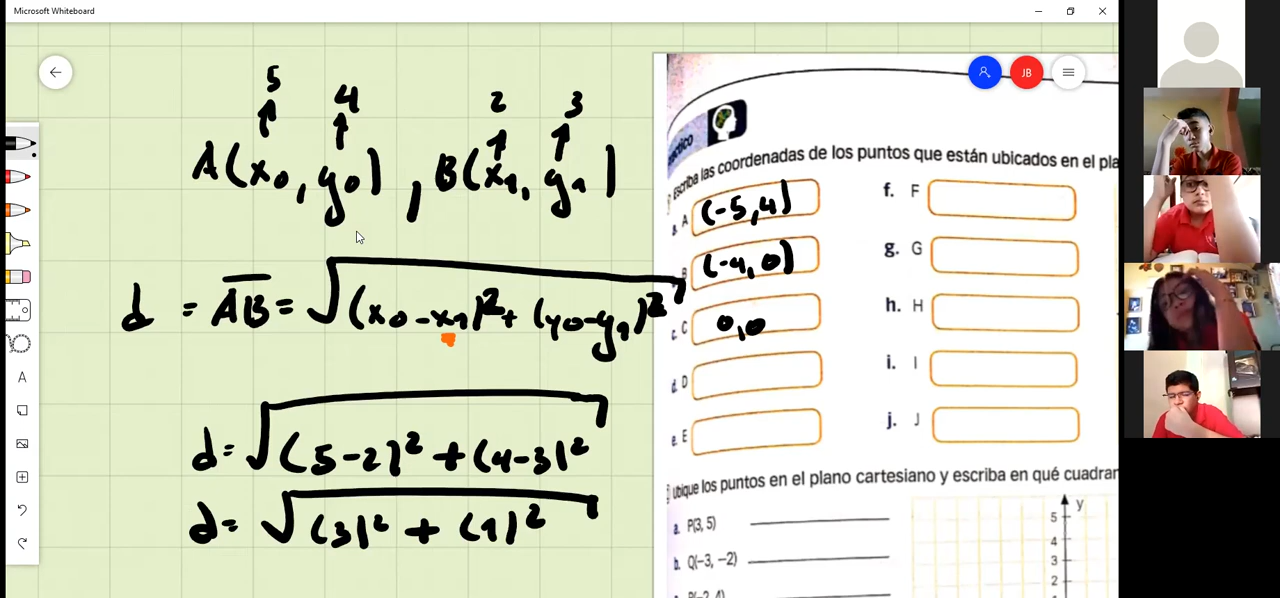 Microsoft Whiteboard
JB
5 4 2 3
A(x₀, y₀), B(x₁, y₁)
d = AB = √(x₀ - x₁)² + (y₀ - y₁)²
d = √(5-2)² + (4-3)²
d = √(3)² + (1)²
A
Escriba las coordenadas de los puntos que están ubicados en el pla
a. A (-5,4)
B (-4,0)
c. C 0,0
d. D
e. E
f. F
g. G
h. H
i. I
j. J
ubique los puntos en el plano cartesiano y escriba en qué cuadran
a. P(3, 5)
b. Q(-3, -2)
y
5
4
3
2